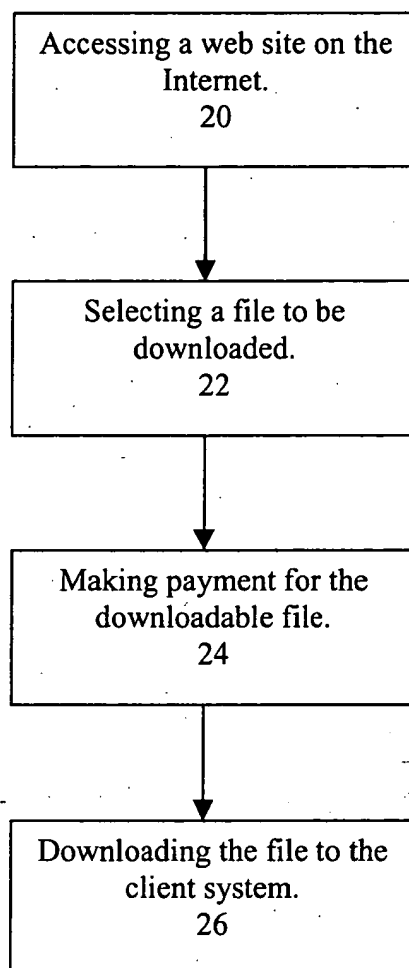 Accessing a web site on the
Internet.
20
Selecting a file to be
downloaded.
22
Making payment for the
downloadable file.
24
Downloading the file to the
client system.
26